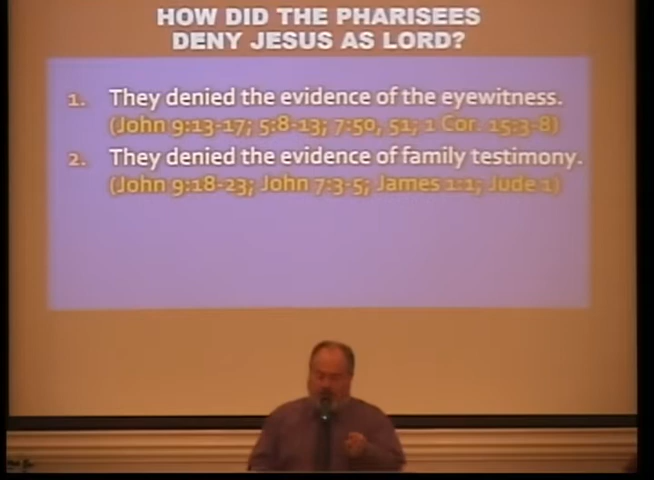 HOW DID THE PHARISEES
DENY JESUS AS LORD?
1. They denied the evidence of the eyewitness.
(John 9:13-17; 5:8-13; 7:50, 51; 1 Cor. 15:3-8)
2. They denied the evidence of family testimony.
(John 9:18-23; John 7:3-5; James 1:1; Jude 1)